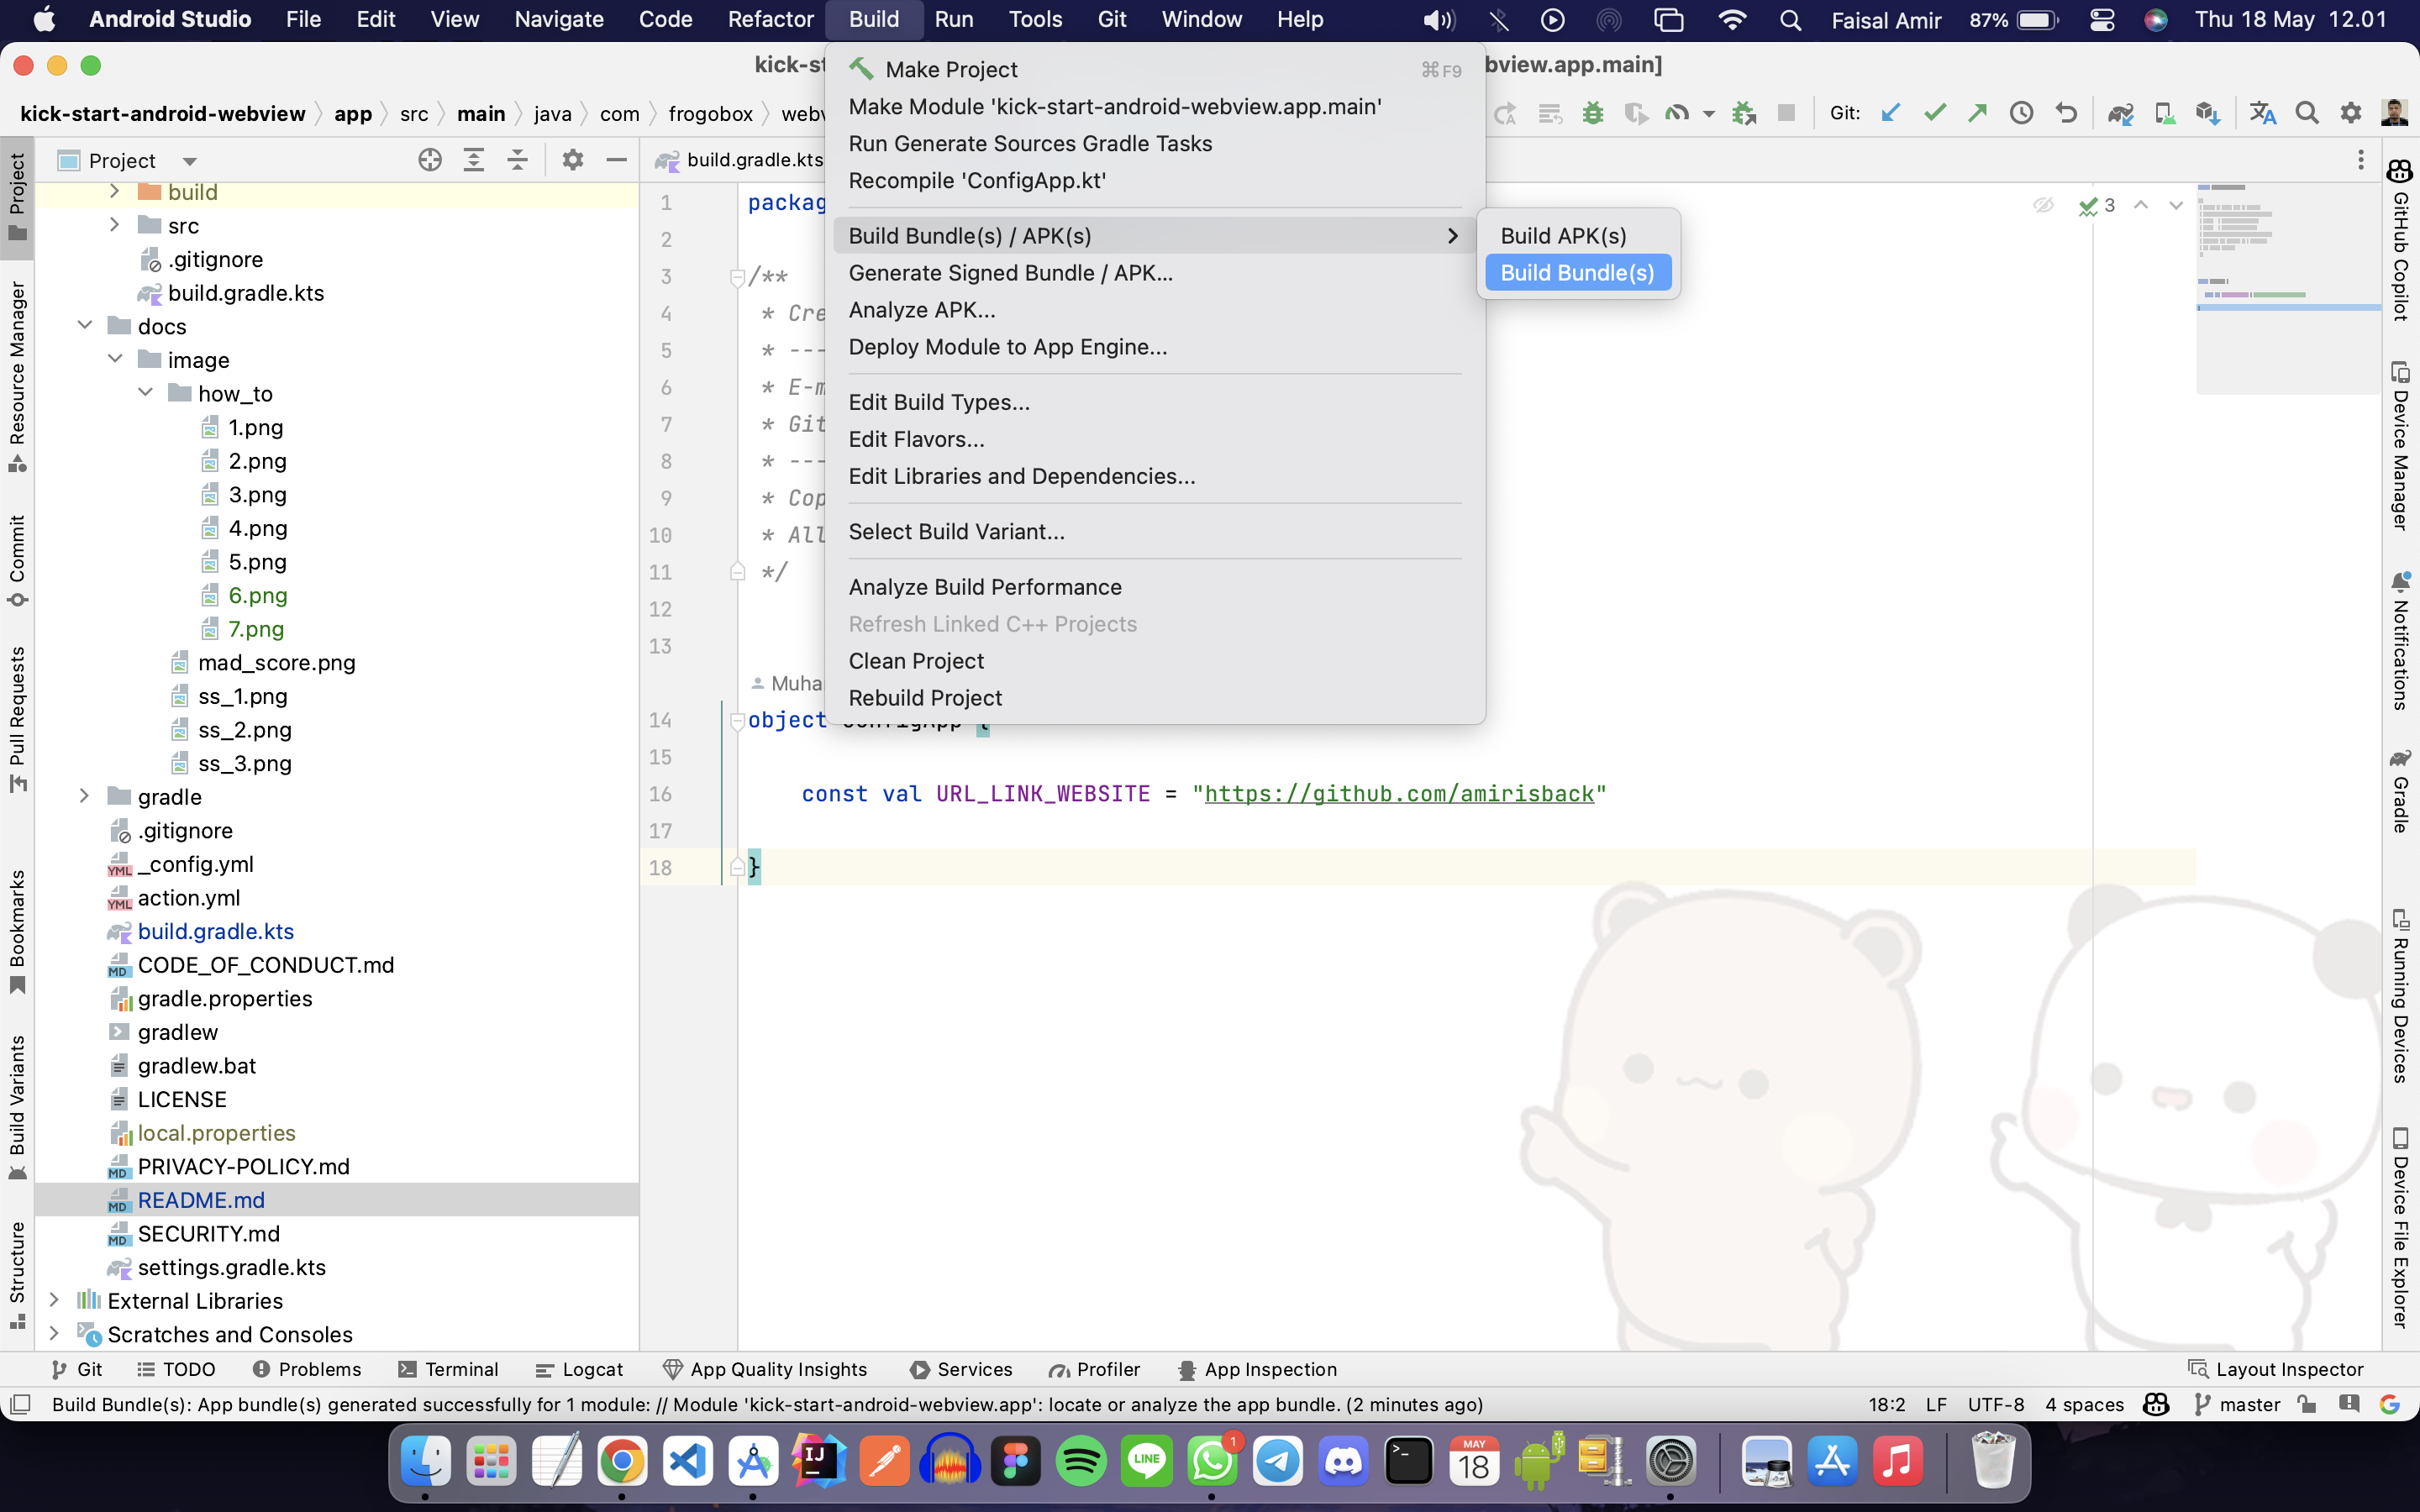 Android Studio File Edit View Navigate Code Refactor Build Run Tools Git Window Help Faisal Amir 87% Thu 18 May 12.01
kick-st
bview.app.main]
kick-start-android-webview app src main java com frogobox webv
Git:
Project
build.gradle.kts
build
src
.gitignore
build.gradle.kts
docs
image
how_to
1.png
2.png
3.png
4.png
5.png
6.png
7.png
mad_score.png
ss_1.png
ss_2.png
ss_3.png
gradle
.gitignore
_config.yml
action.yml
build.gradle.kts
CODE_OF_CONDUCT.md
gradle.properties
gradlew
gradlew.bat
LICENSE
local.properties
PRIVACY-POLICY.md
README.md
SECURITY.md
settings.gradle.kts
External Libraries
Scratches and Consoles
Project
Resource Manager
Commit
Pull Requests
Bookmarks
Build Variants
Structure
Make Project ⌘F9
Make Module 'kick-start-android-webview.app.main'
Run Generate Sources Gradle Tasks
Recompile 'ConfigApp.kt'
Build Bundle(s) / APK(s)
Generate Signed Bundle / APK...
Analyze APK...
Deploy Module to App Engine...
Edit Build Types...
Edit Flavors...
Edit Libraries and Dependencies...
Select Build Variant...
Analyze Build Performance
Refresh Linked C++ Projects
Clean Project
Rebuild Project
Build APK(s)
Build Bundle(s)
3
1 packag
2
3 /**
4 * Cre
5 * ---
6 * E-m
7 * Git
8 * ---
9 * Cop
10 * All
11 */
12
13
Muha
14 object ConfigApp {
15
16 const val URL_LINK_WEBSITE = "https://github.com/amirisback"
17
18 }
GitHub Copilot
Device Manager
Notifications
Gradle
Running Devices
Device File Explorer
Git TODO Problems Terminal Logcat App Quality Insights Services Profiler App Inspection Layout Inspector
Build Bundle(s): App bundle(s) generated successfully for 1 module: // Module 'kick-start-android-webview.app': locate or analyze the app bundle. (2 minutes ago) 18:2 LF UTF-8 4 spaces master
IJ
LINE
1
MAY
18